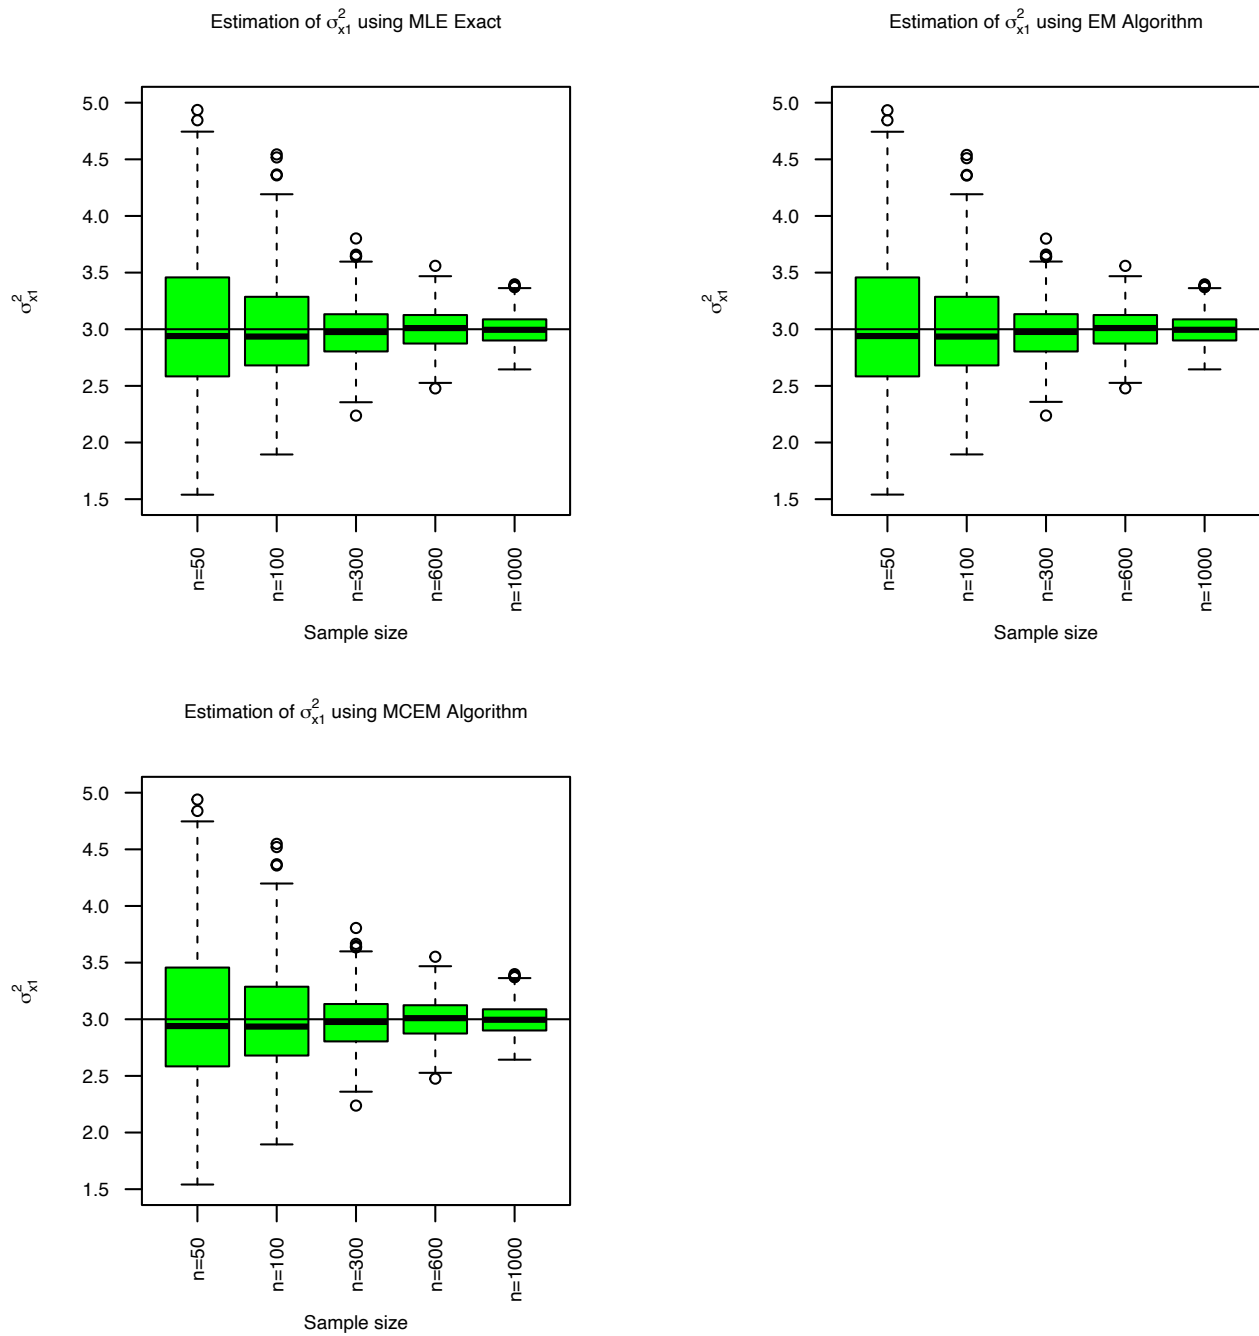 Estimation of σ²ₓ₁ using MLE Exact
5.0
4.5
4.0
3.5
3.0
2.5
2.0
1.5
σ²ₓ₁
n=50
n=100
n=300
n=600
n=1000
Sample size
Estimation of σ²ₓ₁ using EM Algorithm
5.0
4.5
4.0
3.5
3.0
2.5
2.0
1.5
σ²ₓ₁
n=50
n=100
n=300
n=600
n=1000
Sample size
Estimation of σ²ₓ₁ using MCEM Algorithm
5.0
4.5
4.0
3.5
3.0
2.5
2.0
1.5
σ²ₓ₁
n=50
n=100
n=300
n=600
n=1000
Sample size